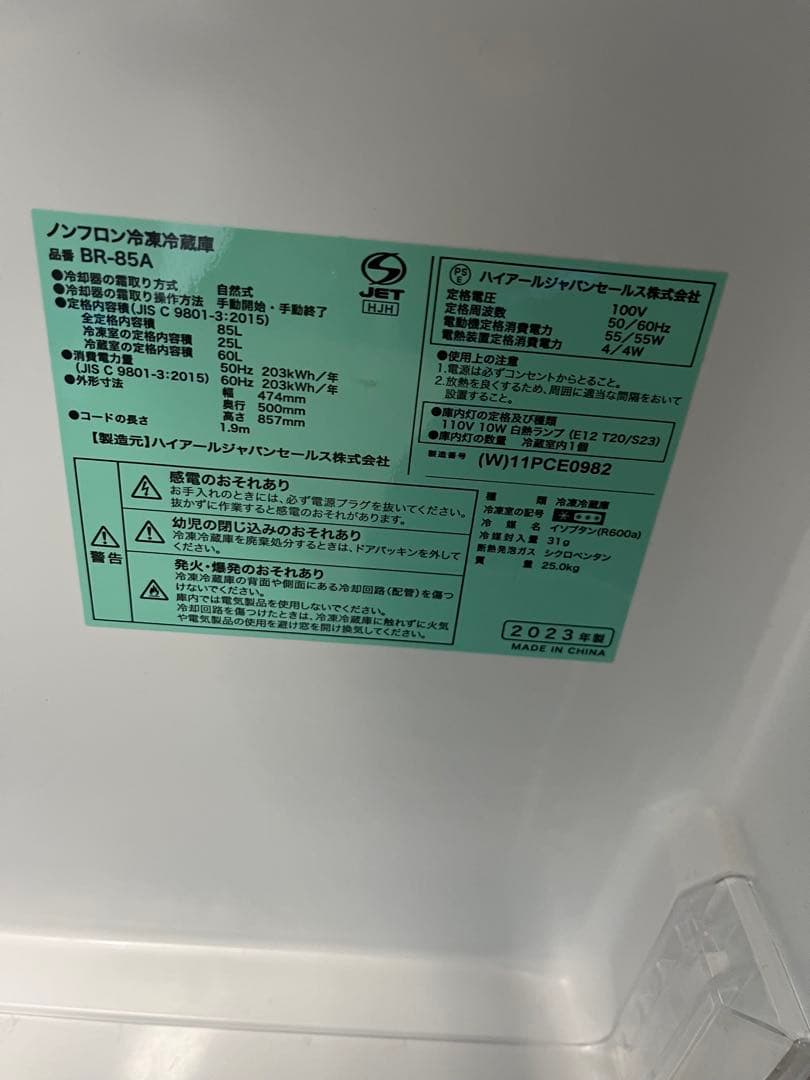 ノンフロン冷凍冷蔵庫
品番 BR-85A
●冷却器の霜取り方式 自然式
●冷却器の霜取り操作方法 手動開始・手動終了
●定格内容積(JIS C 9801-3:2015)
全定格内容積 85L
冷凍室の定格内容積 25L
冷蔵室の定格内容積 60L
●消費電力量 50Hz 203kWh/年
(JIS C 9801-3:2015) 60Hz 203kWh/年
●外形寸法 幅 474mm
奥行 500mm
高さ 857mm
●コードの長さ 1.9m
【製造元】ハイアールジャパンセールス株式会社
JET
HJH
PS
E
ハイアールジャパンセールス株式会社
定格電圧 100V
定格周波数 50/60Hz
電動機定格消費電力 55/55W
電熱装置定格消費電力 4/4W
●使用上の注意
1.電源は必ずコンセントからとること。
2.放熱を良くするため、周囲に適当な間隔をおいて
設置すること。
●庫内灯の定格及び種類
110V 10W 白熱ランプ (E12 T20/S23)
●庫内灯の数量 冷蔵室内1個
製造番号 (W)11PCE0982
警告
感電のおそれあり
お手入れのときには、必ず電源プラグを抜いてください。
抜かずに作業すると感電のおそれがあります。
幼児の閉じ込みのおそれあり
冷凍冷蔵庫を廃棄処分するときは、ドアパッキンを外して
ください。
発火・爆発のおそれあり
冷凍冷蔵庫の背面や側面にある冷却回路(配管)を傷つ
けないでください。
庫内では電気製品を使用しないでください。
冷却回路を傷つけたときは、冷凍冷蔵庫に触れずに火気
や電気製品の使用を避け窓を開け換気してください。
種類 冷凍冷蔵庫
冷凍室の記号
冷媒名 イソブタン(R600a)
冷媒封入量 31g
断熱発泡ガス シクロペンタン
質量 25.0kg
2023年製
MADE IN CHINA